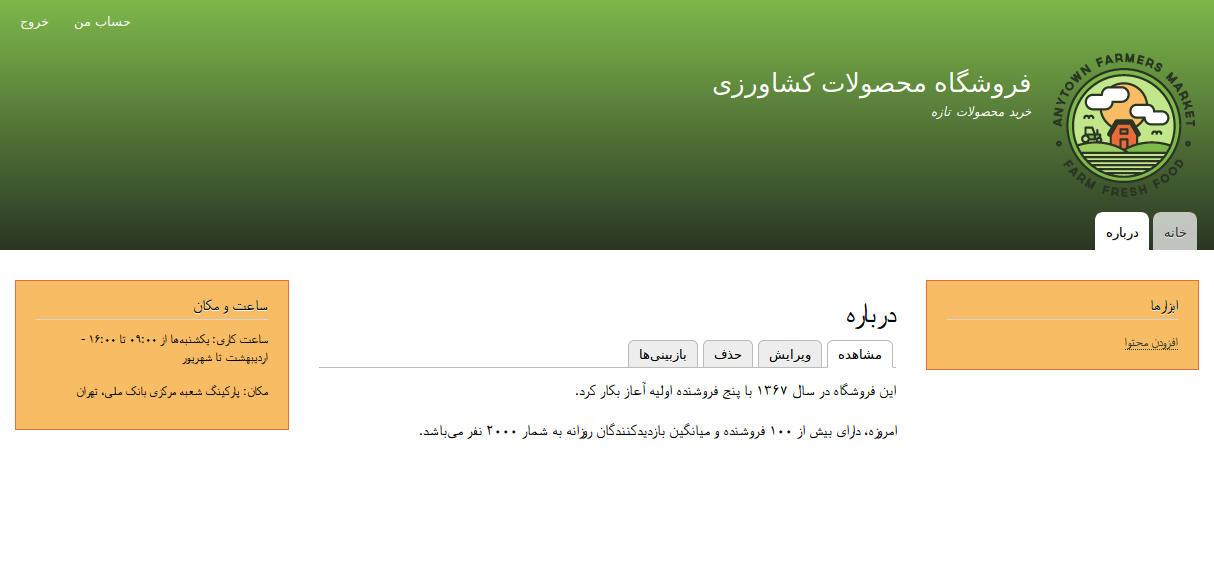 حساب من
خروج
ANYTOWN FARMERS MARKET
FARM FRESH FOOD
فروشگاه محصولات کشاورزی
خرید محصولات تازه
خانه
درباره
ابزارها
افزودن محتوا
درباره
مشاهده
ویرایش
حذف
بازبینی‌ها
این فروشگاه در سال ۱۳۶۷ با پنج فروشنده اولیه آغاز بکار کرد.
امروزه، دارای بیش از ۱۰۰ فروشنده و میانگین بازدیدکنندگان روزانه به شمار ۲۰۰۰ نفر می‌باشد.
ساعت و مکان
ساعت کاری: یکشنبه‌ها از ۰۹:۰۰ تا ۱۶:۰۰ -
اردیبهشت تا شهریور
مکان: پارکینگ شعبه مرکزی بانک ملی، تهران